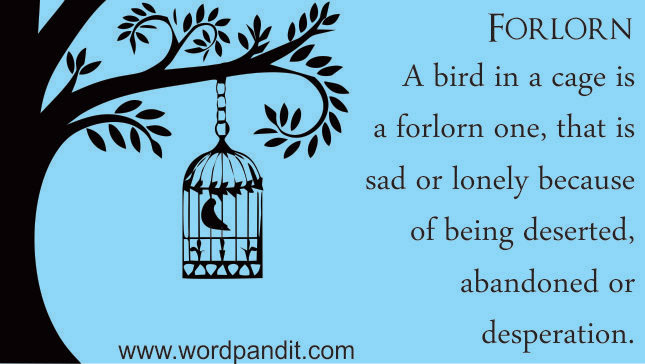 FORLORN
A bird in a cage is
a forlorn one, that is
sad or lonely because
of being deserted,
abandoned or
desperation.
www.wordpandit.com